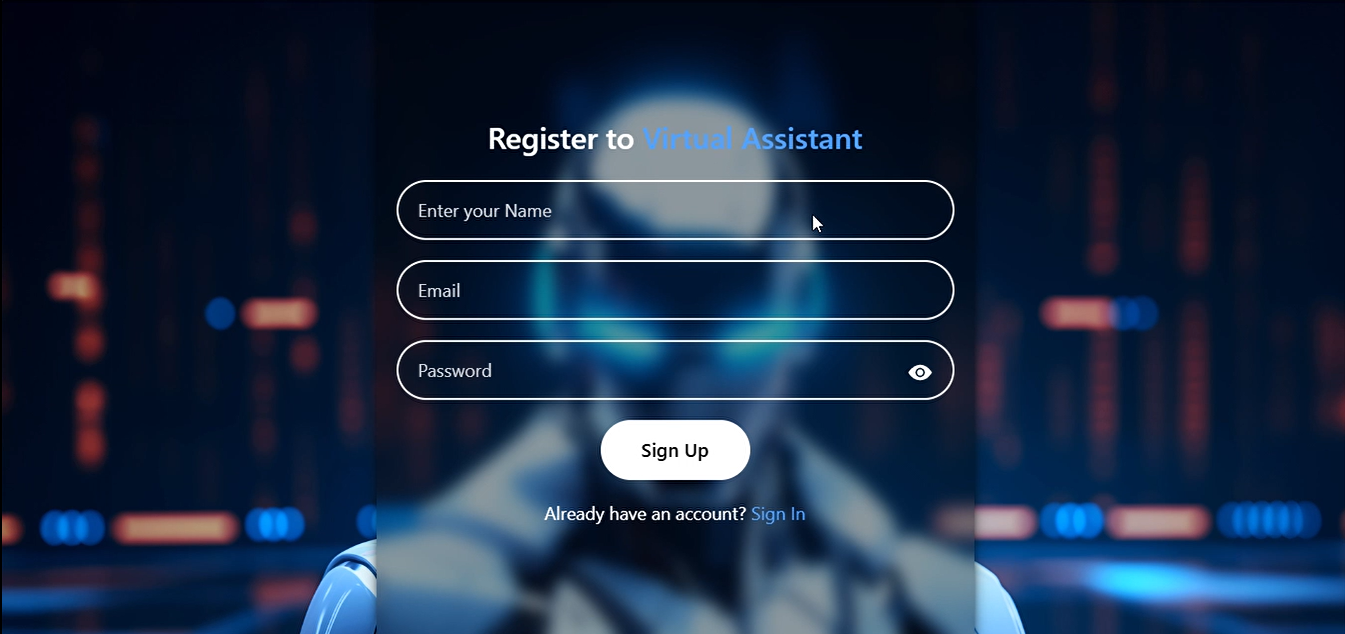 Register to Virtual Assistant
Enter your Name
Email
Password
Sign Up
Already have an account? Sign In